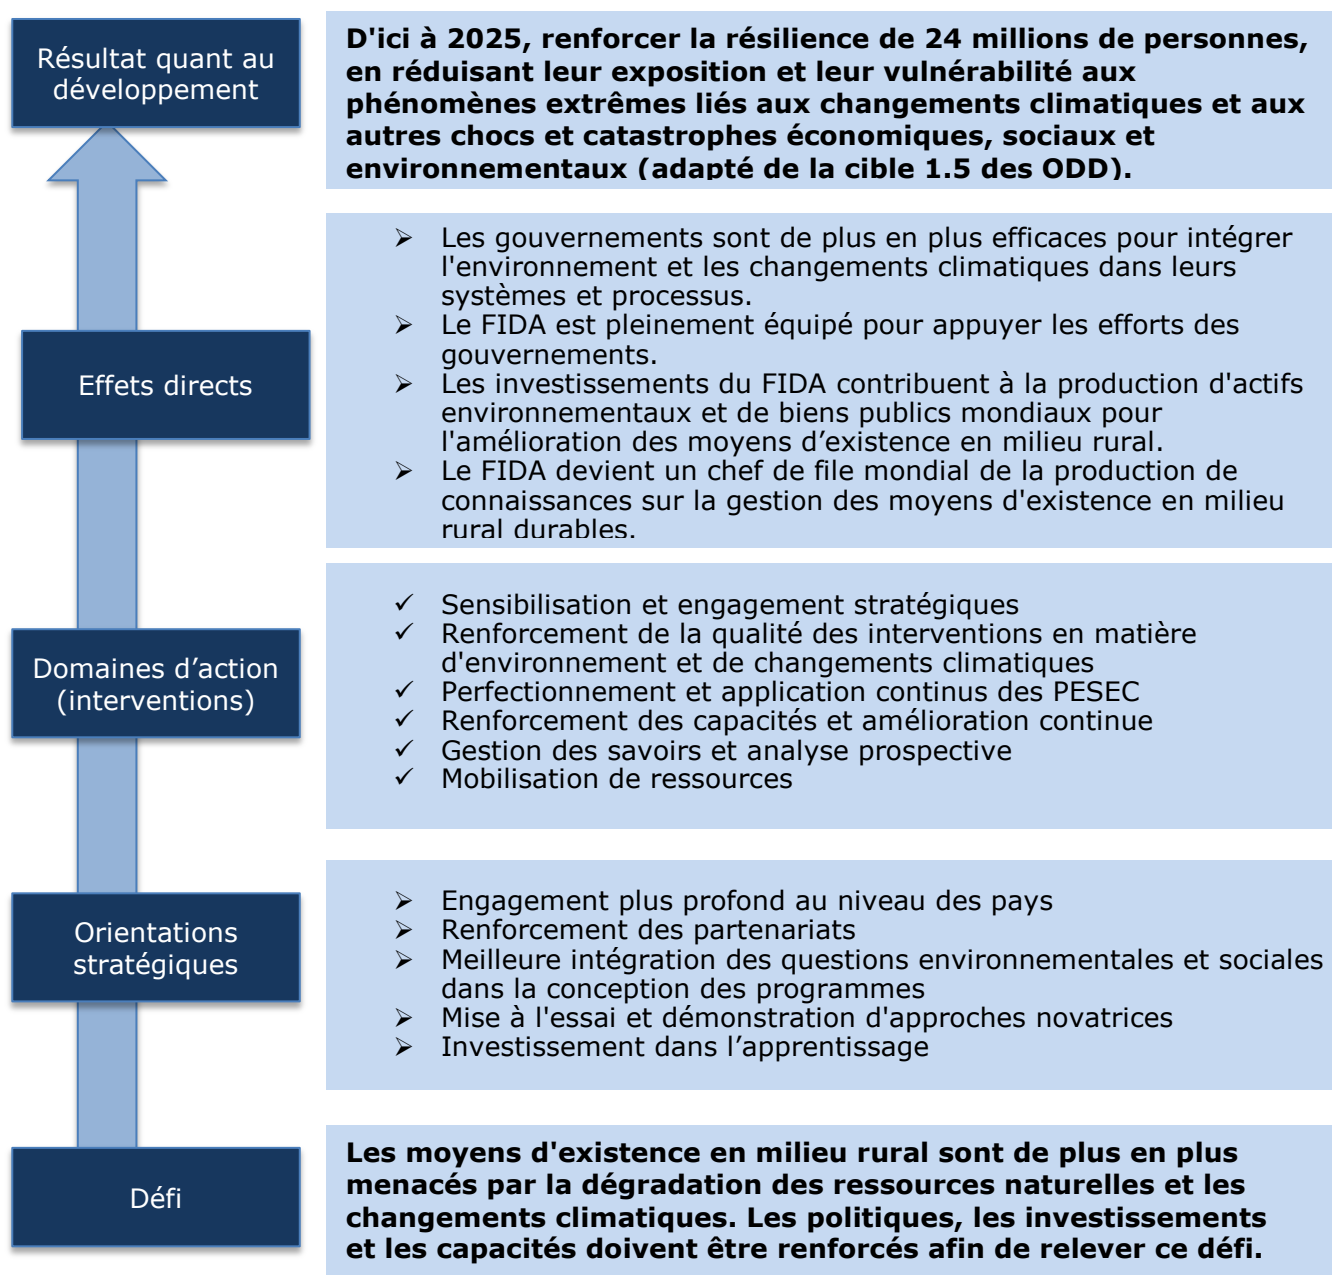 Résultat quant au
développement
D'ici à 2025, renforcer la résilience de 24 millions de personnes,
en réduisant leur exposition et leur vulnérabilité aux
phénomènes extrêmes liés aux changements climatiques et aux
autres chocs et catastrophes économiques, sociaux et
environnementaux (adapté de la cible 1.5 des ODD).
Effets directs
➢ Les gouvernements sont de plus en plus efficaces pour intégrer
l'environnement et les changements climatiques dans leurs
systèmes et processus.
➢ Le FIDA est pleinement équipé pour appuyer les efforts des
gouvernements.
➢ Les investissements du FIDA contribuent à la production d'actifs
environnementaux et de biens publics mondiaux pour
l'amélioration des moyens d’existence en milieu rural.
➢ Le FIDA devient un chef de file mondial de la production de
connaissances sur la gestion des moyens d'existence en milieu
rural durables.
Domaines d’action
(interventions)
✓ Sensibilisation et engagement stratégiques
✓ Renforcement de la qualité des interventions en matière
d'environnement et de changements climatiques
✓ Perfectionnement et application continus des PESEC
✓ Renforcement des capacités et amélioration continue
✓ Gestion des savoirs et analyse prospective
✓ Mobilisation de ressources
Orientations
stratégiques
➢ Engagement plus profond au niveau des pays
➢ Renforcement des partenariats
➢ Meilleure intégration des questions environnementales et sociales
dans la conception des programmes
➢ Mise à l'essai et démonstration d'approches novatrices
➢ Investissement dans l’apprentissage
Défi
Les moyens d'existence en milieu rural sont de plus en plus
menacés par la dégradation des ressources naturelles et les
changements climatiques. Les politiques, les investissements
et les capacités doivent être renforcés afin de relever ce défi.